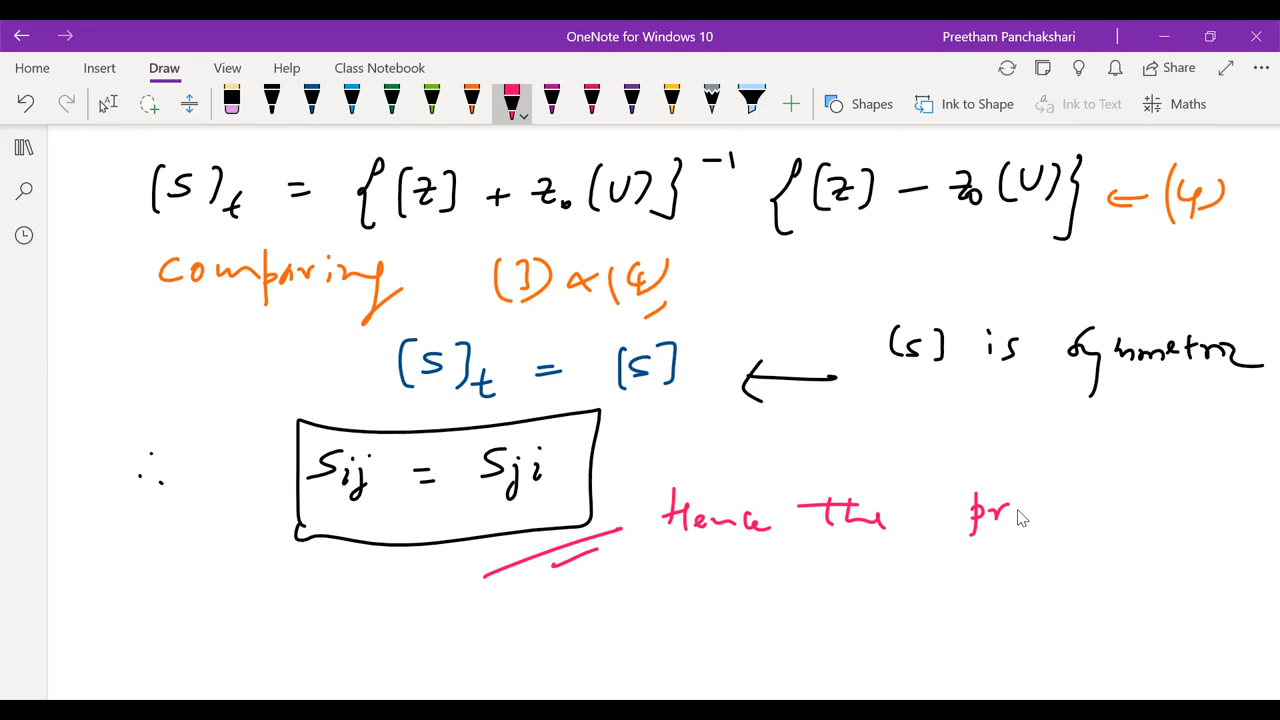 OneNote for Windows 10
Preetham Panchakshari
Home Insert Draw View Help Class Notebook Share
Shapes Ink to Shape Ink to Text Maths
[S]t = {[Z] + Z0 [U]}^-1 {[Z] - Z0 [U]} ← (4)
Comparing (3) & (4)
[S]t = [S] ← [S] is symmetric
∴ Sij = Sji
Hence the pr